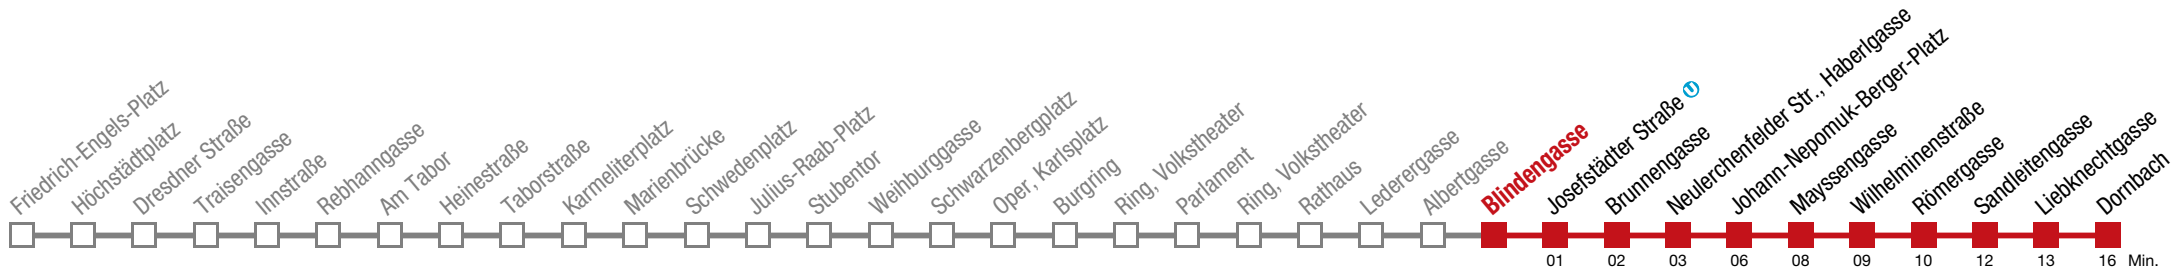 Friedrich-Engels-Platz
Höchstädtplatz
Dresdner Straße
Traisengasse
Innstraße
Rebhanngasse
Am Tabor
Heinestraße
Taborstraße
Karmeliterplatz
Marienbrücke
Schwedenplatz
Julius-Raab-Platz
Stubentor
Weihburggasse
Schwarzenbergplatz
Oper, Karlsplatz
Burgring
Ring, Volkstheater
Parlament
Ring, Volkstheater
Rathaus
Lederergasse
Albertgasse
Blindengasse
Josefstädter Straße U
Brunnengasse
Neulerchenfelder Str., Haberlgasse
Johann-Nepomuk-Berger-Platz
Mayssengasse
Wilhelminenstraße
Römergasse
Sandleitengasse
Liebknechtgasse
Dornbach
01 02 03 06 08 09 10 12 13 16 Min.